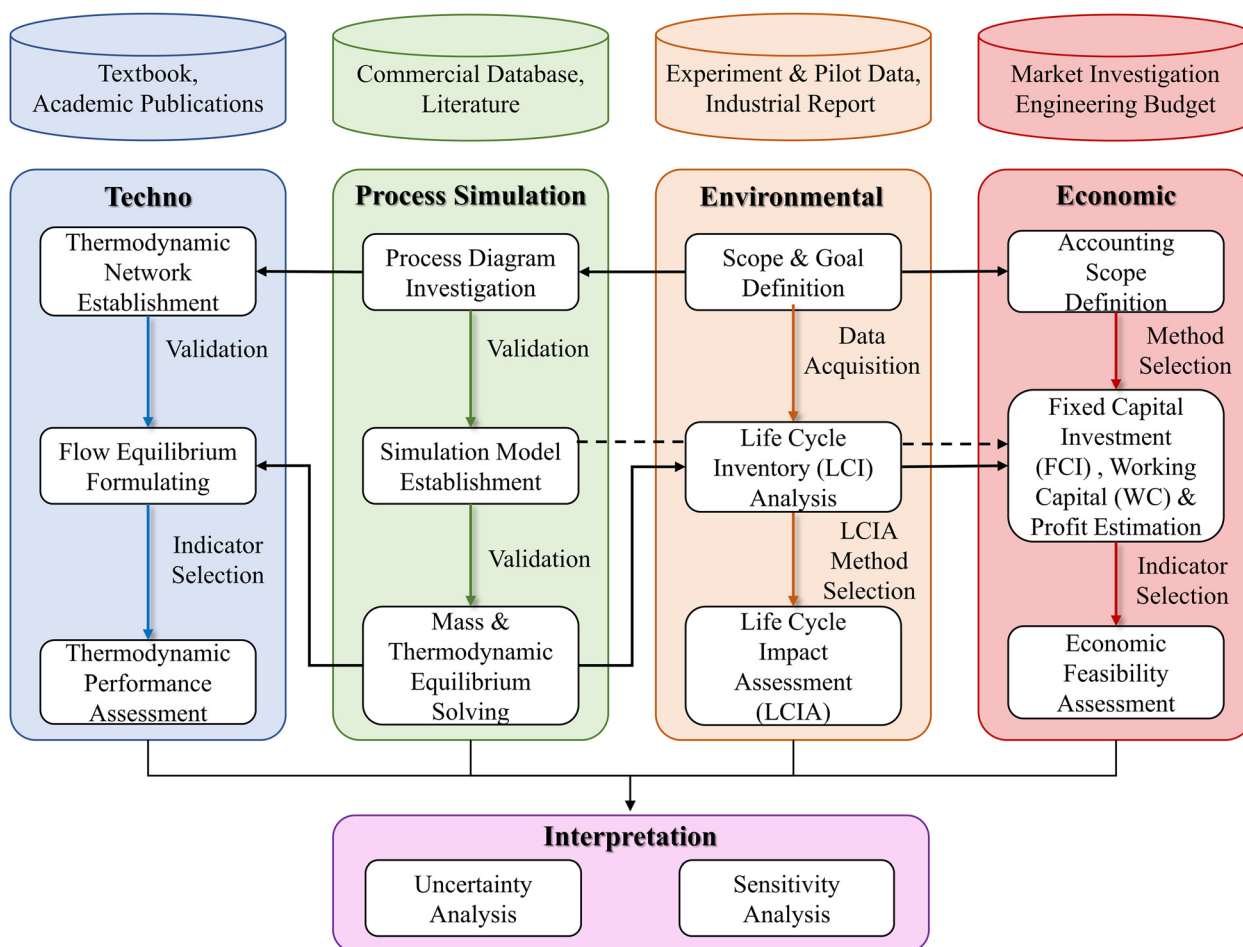 Textbook,
Academic Publications
Commercial Database,
Literature
Experiment & Pilot Data,
Industrial Report
Market Investigation
Engineering Budget
Techno
Thermodynamic
Network
Establishment
Validation
Flow Equilibrium
Formulating
Indicator
Selection
Thermodynamic
Performance
Assessment
Process Simulation
Process Diagram
Investigation
Validation
Simulation Model
Establishment
Validation
Mass &
Thermodynamic
Equilibrium
Solving
Environmental
Scope & Goal
Definition
Data
Acquisition
Life Cycle
Inventory (LCI)
Analysis
LCIA
Method
Selection
Life Cycle
Impact
Assessment
(LCIA)
Economic
Accounting
Scope
Definition
Method
Selection
Fixed Capital
Investment
(FCI) , Working
Capital (WC) &
Profit Estimation
Indicator
Selection
Economic
Feasibility
Assessment
Interpretation
Uncertainty
Analysis
Sensitivity
Analysis